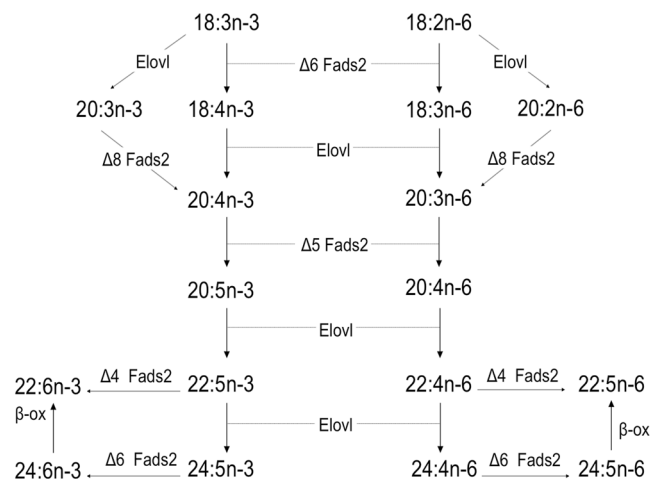 18:3n-3 18:2n-6
Elovl Δ6 Fads2 Elovl
20:3n-3 18:4n-3 18:3n-6 20:2n-6
Δ8 Fads2 Elovl Δ8 Fads2
20:4n-3 20:3n-6
Δ5 Fads2
20:5n-3 20:4n-6
Elovl
22:6n-3 Δ4 Fads2 22:5n-3 22:4n-6 Δ4 Fads2 22:5n-6
β-ox Elovl β-ox
24:6n-3 Δ6 Fads2 24:5n-3 24:4n-6 Δ6 Fads2 24:5n-6